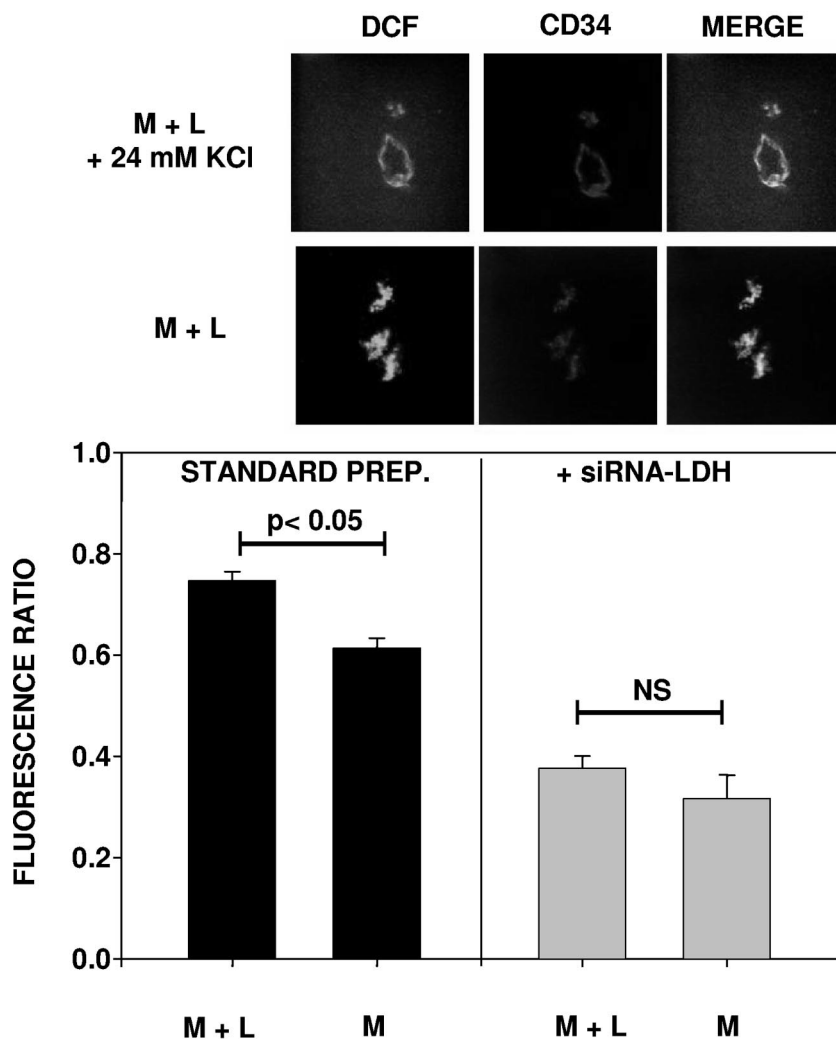 DCF CD34 MERGE
M + L
+ 24 mM KCl
M + L
STANDARD PREP. + siRNA-LDH
p< 0.05
NS
FLUORESCENCE RATIO
1.0
0.8
0.6
0.4
0.2
0.0
M + L M M + L M